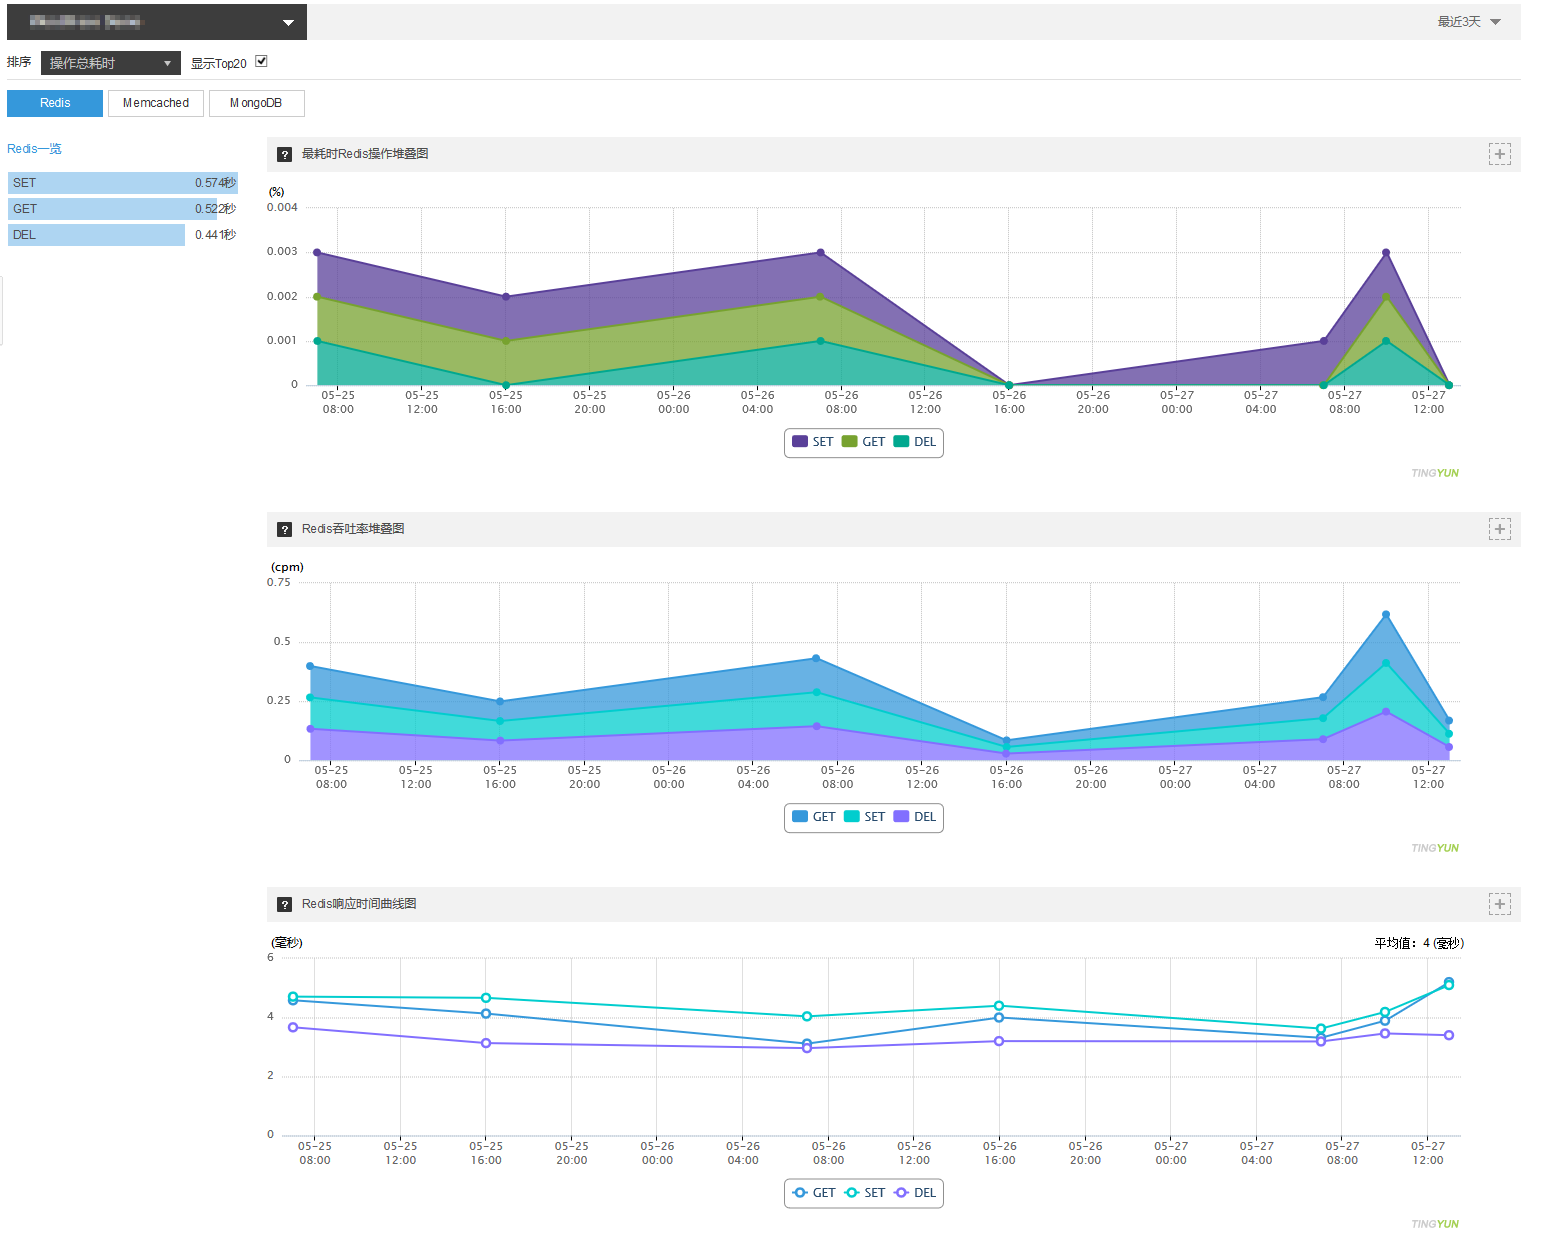 最近3天
排序 操作总耗时 显示Top20
Redis Memcached MongoDB
Redis一览
SET 0.574秒
GET 0.522秒
DEL 0.441秒
最耗时Redis操作堆叠图
(%)
0.004
0.003
0.002
0.001
0
05-25 05-25 05-25 05-25 05-26 05-26 05-26 05-26 05-26 05-26 05-27 05-27 05-27 05-27
08:00 12:00 16:00 20:00 00:00 04:00 08:00 12:00 16:00 20:00 00:00 04:00 08:00 12:00
SET GET DEL
TINGYUN
Redis吞吐率堆叠图
(cpm)
0.75
0.5
0.25
0
05-25 05-25 05-25 05-25 05-26 05-26 05-26 05-26 05-26 05-26 05-27 05-27 05-27 05-27
08:00 12:00 16:00 20:00 00:00 04:00 08:00 12:00 16:00 20:00 00:00 04:00 08:00 12:00
GET SET DEL
TINGYUN
Redis响应时间曲线图
(毫秒) 平均值：4 (毫秒)
6
4
2
0
05-25 05-25 05-25 05-25 05-26 05-26 05-26 05-26 05-26 05-26 05-27 05-27 05-27 05-27
08:00 12:00 16:00 20:00 00:00 04:00 08:00 12:00 16:00 20:00 00:00 04:00 08:00 12:00
GET SET DEL
TINGYUN